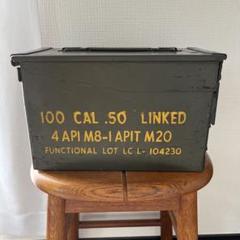 100 CAL .50 LINKED
4 API M8-1 APIT M20
FUNCTIONAL LOT LC L- 104230